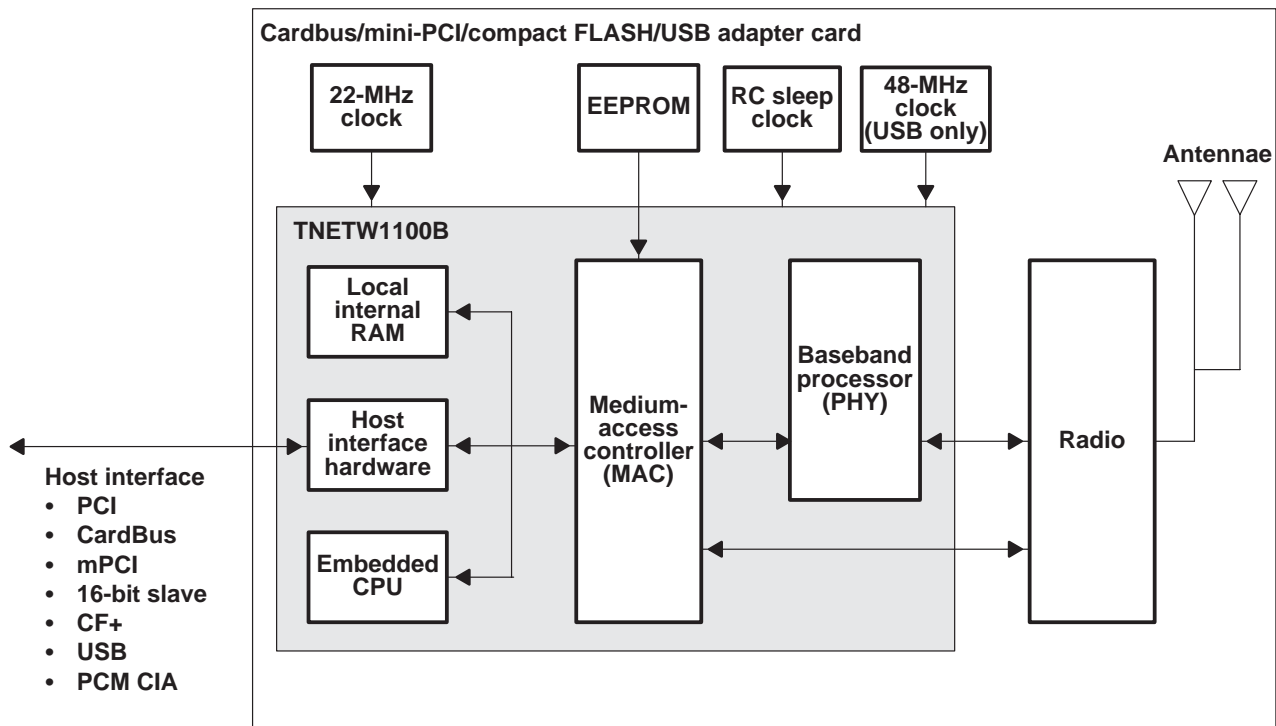 Cardbus/mini-PCI/compact FLASH/USB adapter card
22-MHz
clock
EEPROM
RC sleep
clock
48-MHz
clock
(USB only)
Antennae
TNETW1100B
Local
internal
RAM
Host
interface
hardware
Embedded
CPU
Medium-
access
controller
(MAC)
Baseband
processor
(PHY)
Radio
Host interface
• PCI
• CardBus
• mPCI
• 16-bit slave
• CF+
• USB
• PCM CIA